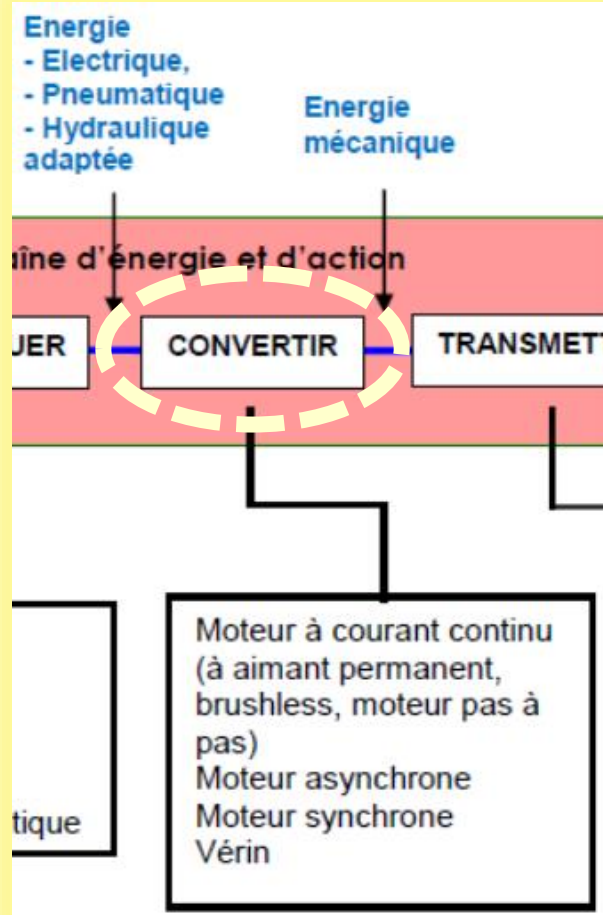 Energie
- Electrique,
- Pneumatique
- Hydraulique
adaptée
Energie
mécanique
aîne d'énergie et d'action
UER
CONVERTIR
TRANSMETT
Moteur à courant continu
(à aimant permanent,
brushless, moteur pas à
pas)
Moteur asynchrone
Moteur synchrone
Vérin
tique